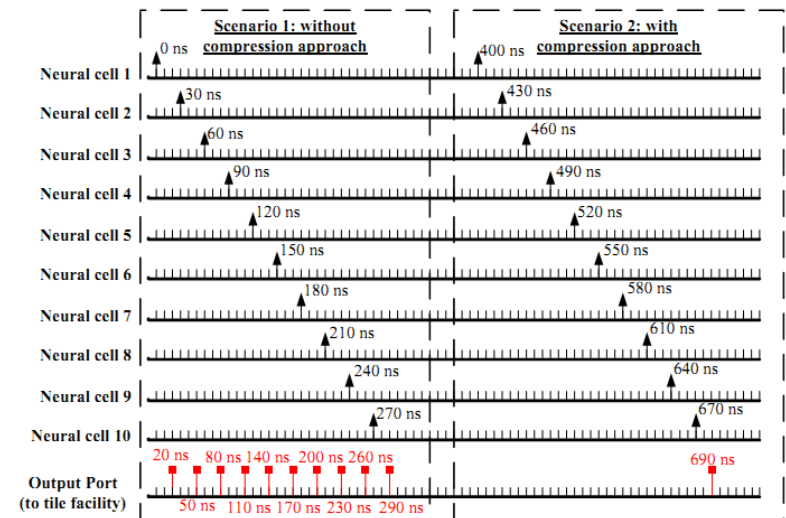 Scenario 1: without
compression approach
Scenario 2: with
compression approach
Neural cell 1
0 ns
400 ns
Neural cell 2
30 ns
430 ns
Neural cell 3
60 ns
460 ns
Neural cell 4
90 ns
490 ns
Neural cell 5
120 ns
520 ns
Neural cell 6
150 ns
550 ns
Neural cell 7
180 ns
580 ns
Neural cell 8
210 ns
610 ns
Neural cell 9
240 ns
640 ns
Neural cell 10
270 ns
670 ns
Output Port
(to tile facility)
20 ns 80 ns 140 ns 200 ns 260 ns
50 ns 110 ns 170 ns 230 ns 290 ns
690 ns